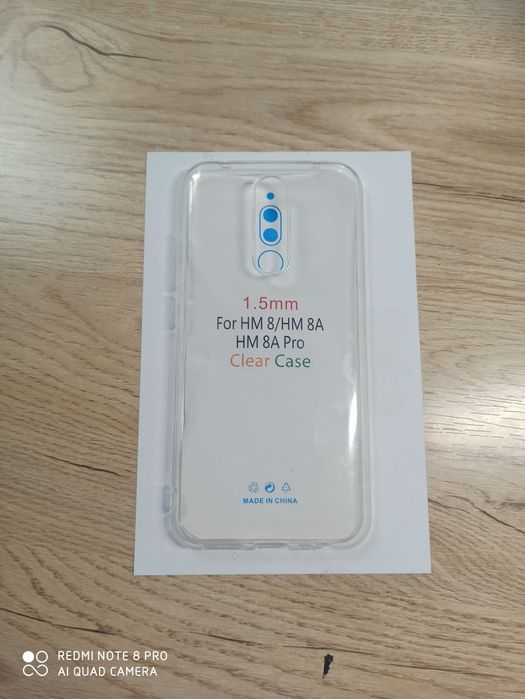 1.5mm
For HM 8/HM 8A
HM 8A Pro
Clear Case
MADE IN CHINA
REDMI NOTE 8 PRO
AI QUAD CAMERA